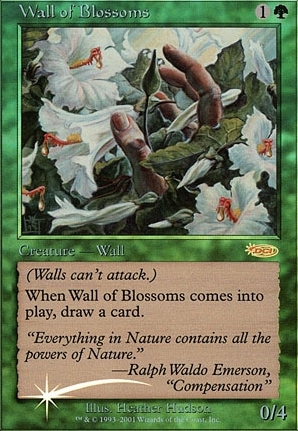 Wall of Blossoms 1
Creature — Wall
DCI
(Walls can't attack.)
When Wall of Blossoms comes into
play, draw a card.
"Everything in Nature contains all the
powers of Nature."
—Ralph Waldo Emerson,
"Compensation"
Illus. Heather Hudson
™ & © 1993-2001 Wizards of the Coast, Inc.
0/4